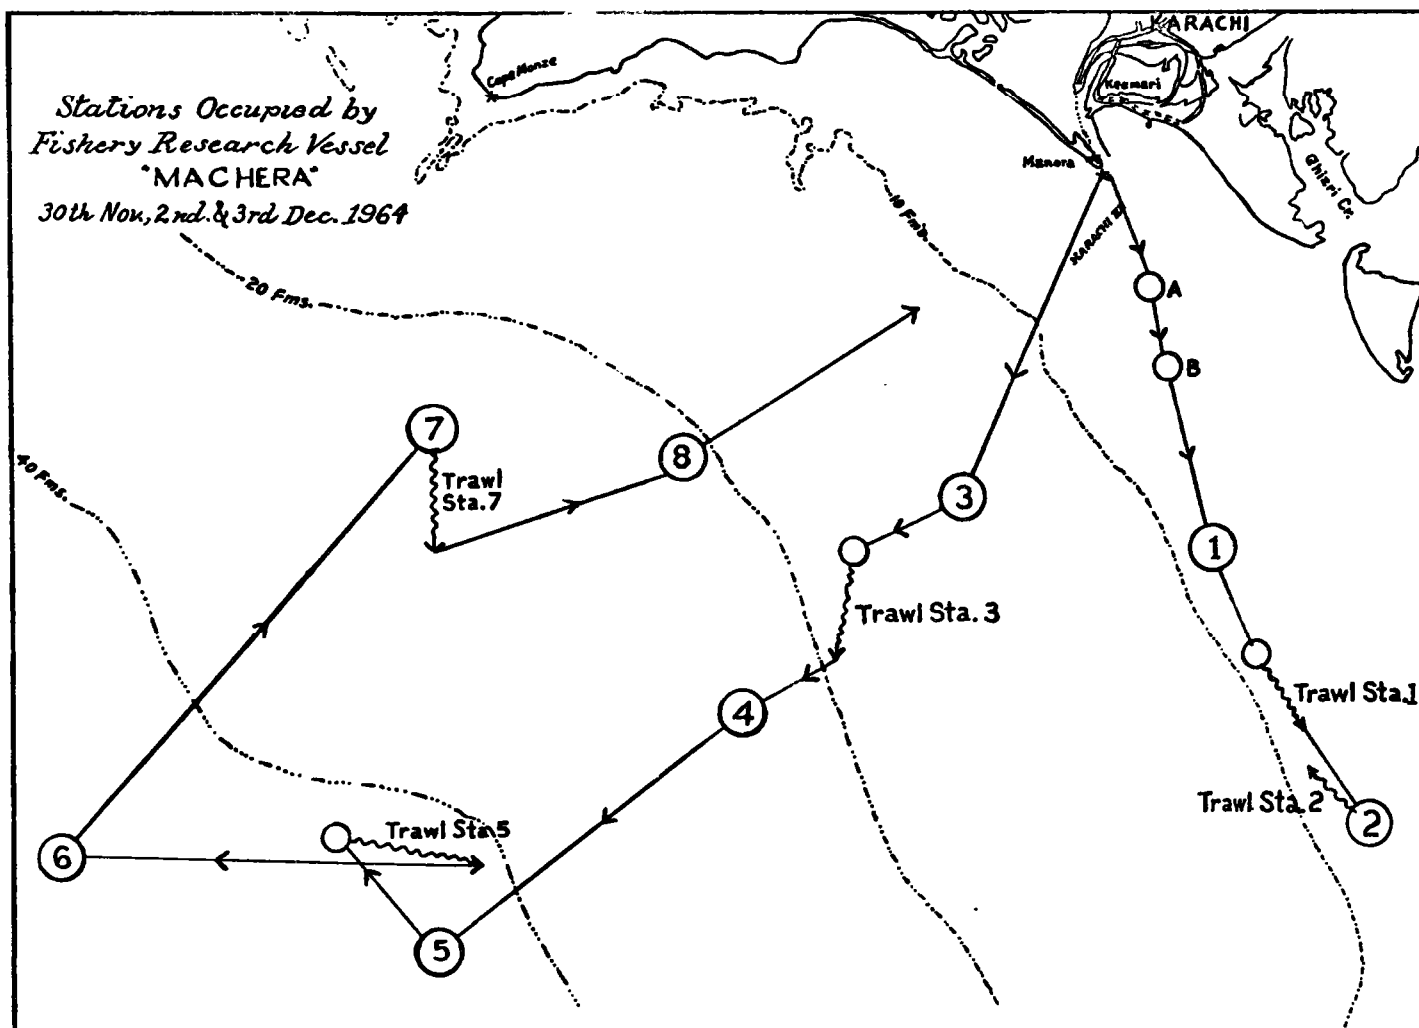 Stations Occupied by
Fishery Research Vessel
"MACHERA"
30th Nov., 2nd. & 3rd Dec. 1964
KARACHI
Keamari
Cape Monze
Manora
Ghizri Cr.
10 Fms.
20 Fms.
40 Fms.
A
B
7
Trawl
Sta. 7
8
3
1
Trawl Sta. 3
Trawl Sta. 1
4
Trawl Sta. 2
2
Trawl Sta 5
6
5